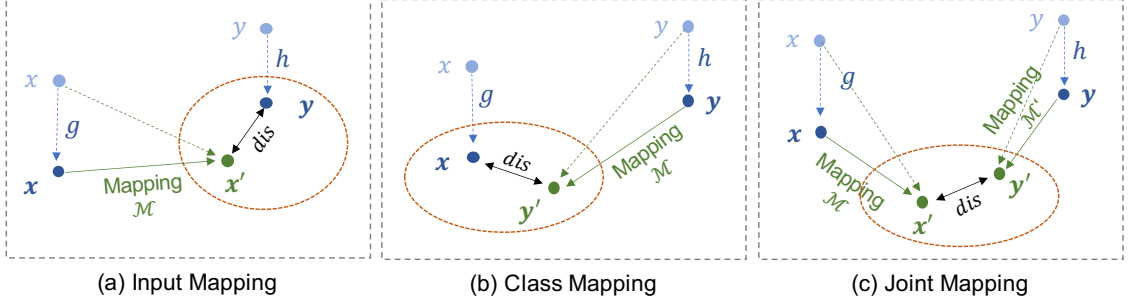 y
h
x
y
g
dis
x
Mapping
ℳ
x′
(a) Input Mapping
y
x
h
g
y
x
dis
Mapping
ℳ
y′
(b) Class Mapping
y
x
h
g
y
Mapping
ℳ′
x
Mapping
ℳ
y′
dis
x′
(c) Joint Mapping